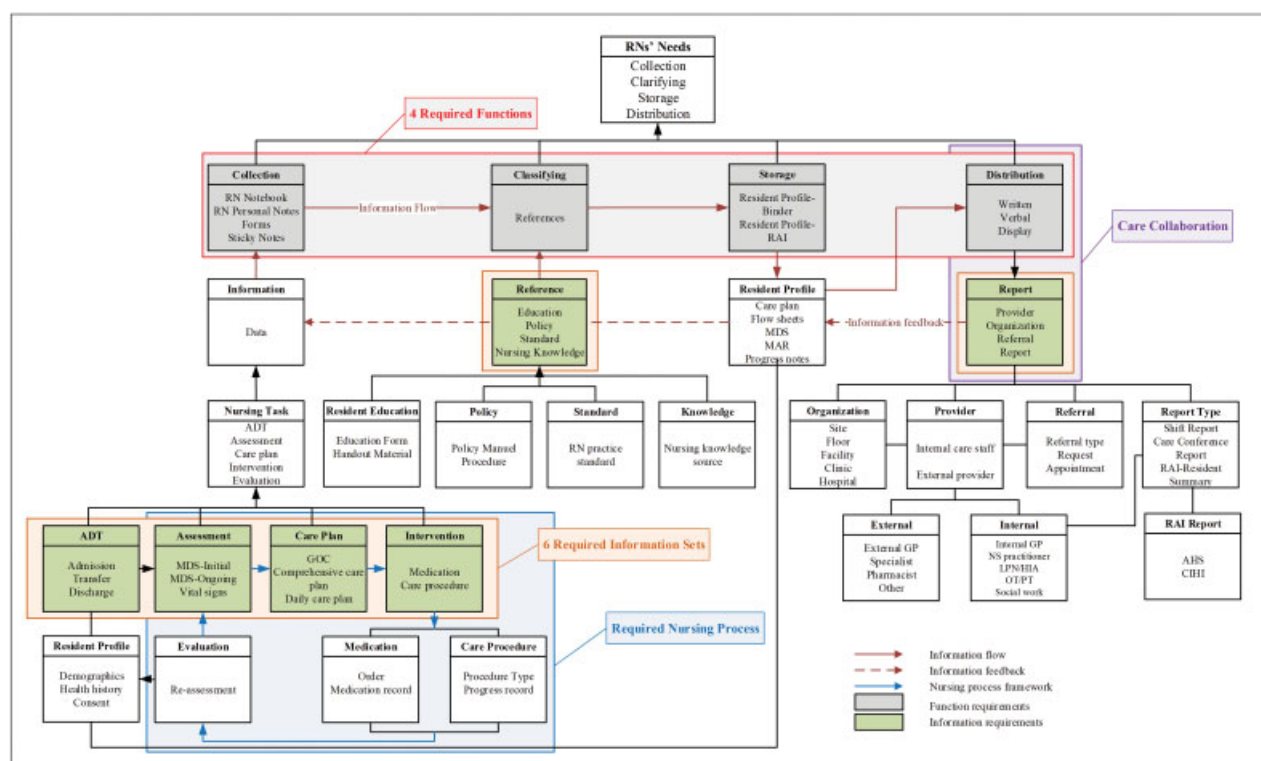 RNs' Needs
Collection
Clarifying
Storage
Distribution
4 Required Functions
Collection
RN Notebook
RN Personal Notes
Forms
Sticky Notes
Information Flow
Classifying
References
Storage
Resident Profile-
Binder
Resident Profile-
RAI
Distribution
Written
Verbal
Display
Care Collaboration
Information
Data
Reference
Education
Policy
Standard
Nursing Knowledge
Resident Profile
Care plan
Flow sheets
MDS
MAR
Progress notes
Information feedback
Report
Provider
Organization
Referral
Report
Nursing Task
ADT
Assessment
Care plan
Intervention
Evaluation
Resident Education
Education Form
Handout Material
Policy
Policy Manuel
Procedure
Standard
RN practice
standard
Knowledge
Nursing knowledge
source
Organization
Site
Floor
Facility
Clinic
Hospital
Provider
Internal care staff
External provider
Referral
Referral type
Request
Appointment
Report Type
Shift Report
Care Conference
Report
RAI-Resident
Summary
ADT
Admission
Transfer
Discharge
Assessment
MDS-Initial
MDS-Ongoing
Vital signs
Care Plan
GOC
Comprehensive care
plan
Daily care plan
Intervention
Medication
Care procedure
6 Required Information Sets
External
External GP
Specialist
Pharmacist
Other
Internal
Internal GP
NS practitioner
LPN/HIA
OT/PT
Social work
RAI Report
AHS
CIHI
Resident Profile
Demographics
Health history
Consent
Evaluation
Re-assessment
Medication
Order
Medication record
Care Procedure
Procedure Type
Progress record
Required Nursing Process
Information flow
Information feedback
Nursing process framework
Function requirements
Information requirements